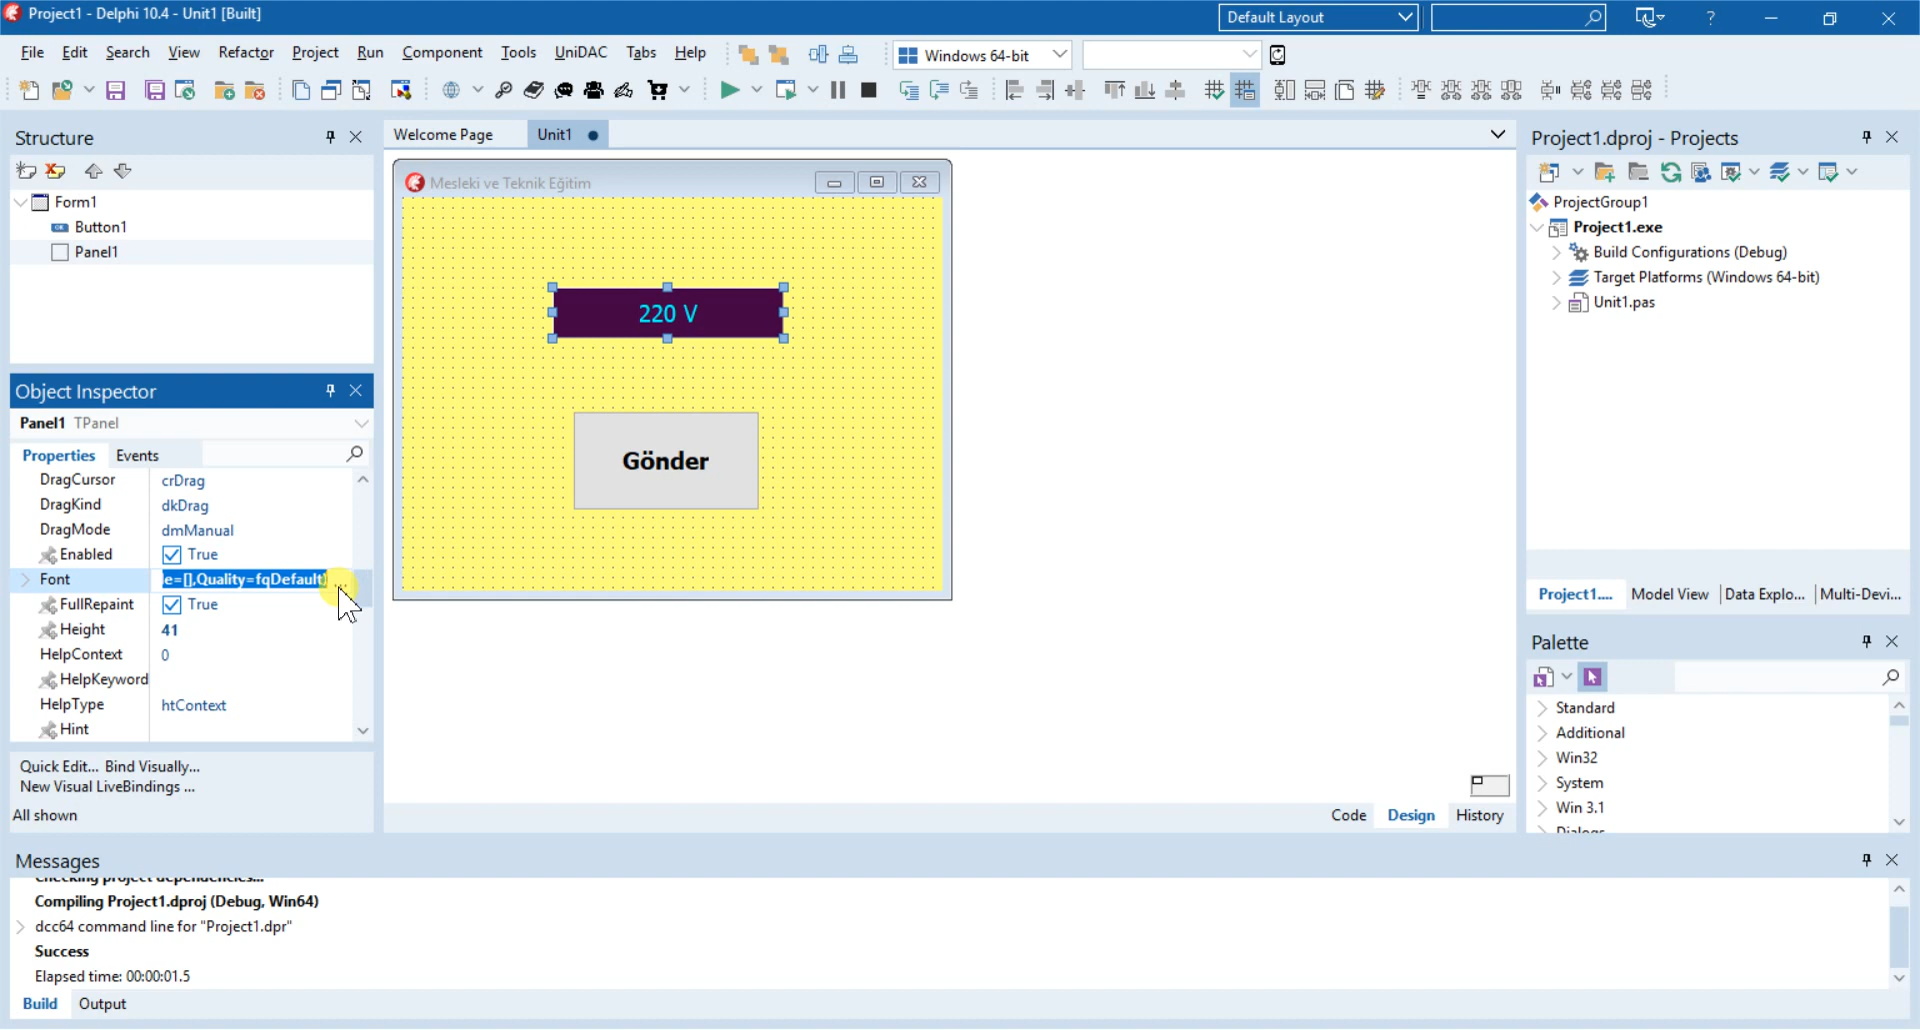 Project1 - Delphi 10.4 - Unit1 [Built]
Default Layout
?
File Edit Search View Refactor Project Run Component Tools UniDAC Tabs Help
Windows 64-bit
Structure
Form1
Button1
Panel1
Object Inspector
Panel1 TPanel
Properties Events
DragCursor crDrag
DragKind dkDrag
DragMode dmManual
Enabled True
Font e=[],Quality=fqDefault) ...
FullRepaint True
Height 41
HelpContext 0
HelpKeyword
HelpType htContext
Hint
Quick Edit... Bind Visually...
New Visual LiveBindings ...
All shown
Welcome Page Unit1
Mesleki ve Teknik Eğitim
220 V
Gönder
Code Design History
Project1.dproj - Projects
ProjectGroup1
Project1.exe
Build Configurations (Debug)
Target Platforms (Windows 64-bit)
Unit1.pas
Project1.... Model View Data Explo... Multi-Devi...
Palette
Standard
Additional
Win32
System
Win 3.1
Dialogs
Messages
Checking project dependencies...
Compiling Project1.dproj (Debug, Win64)
dcc64 command line for "Project1.dpr"
Success
Elapsed time: 00:00:01.5
Build Output